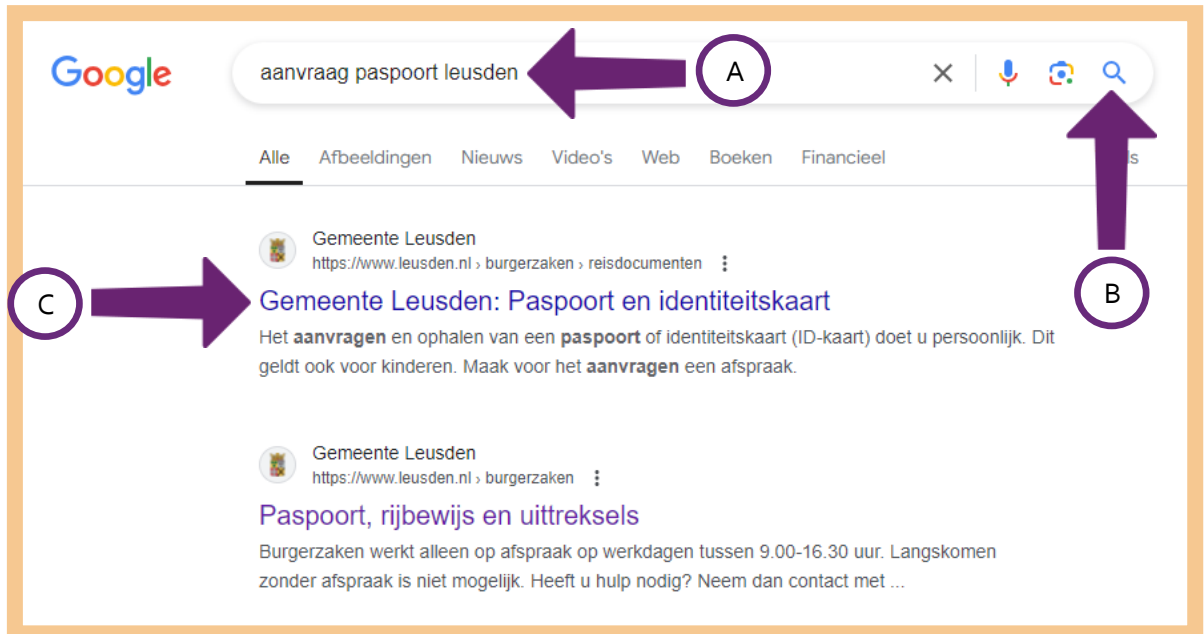 Google
aanvraag paspoort leusden
A
Alle Afbeeldingen Nieuws Video's Web Boeken Financieel
B
Gemeente Leusden
https://www.leusden.nl › burgerzaken › reisdocumenten
C
Gemeente Leusden: Paspoort en identiteitskaart
Het aanvragen en ophalen van een paspoort of identiteitskaart (ID-kaart) doet u persoonlijk. Dit
geldt ook voor kinderen. Maak voor het aanvragen een afspraak.
Gemeente Leusden
https://www.leusden.nl › burgerzaken
Paspoort, rijbewijs en uittreksels
Burgerzaken werkt alleen op afspraak op werkdagen tussen 9.00-16.30 uur. Langskomen
zonder afspraak is niet mogelijk. Heeft u hulp nodig? Neem dan contact met ...